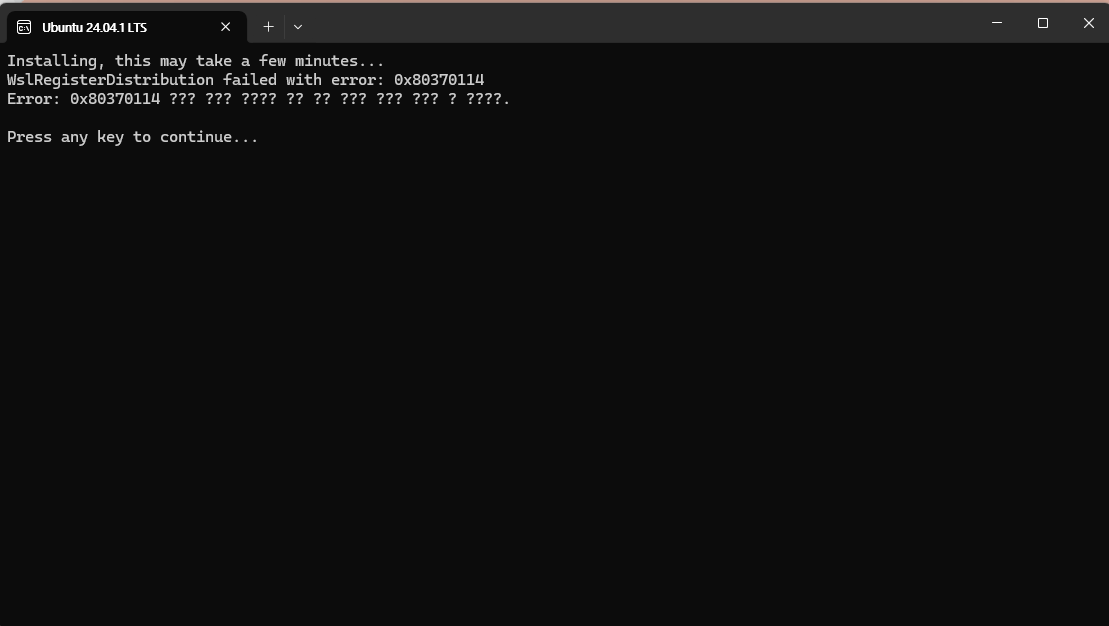 Ubuntu 24.04.1 LTS
Installing, this may take a few minutes...
WslRegisterDistribution failed with error: 0x80370114
Error: 0x80370114 ??? ??? ???? ?? ?? ??? ??? ??? ? ????.
Press any key to continue...